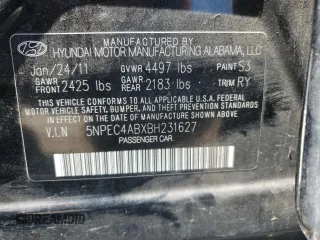 MANUFACTURED BY
HYUNDAI MOTOR MANUFACTURING ALABAMA, LLC
Jan/24/11 GVWR 4497 lbs PAINT S3
GAWR FRONT 2425 lbs GAWR REAR 2183 lbs TRIM RY
THIS VEHICLE CONFORMS TO ALL APPLICABLE FEDERAL
MOTOR VEHICLE SAFETY, BUMPER, AND THEFT PREVENTION
STANDARDS IN EFFECT ON THE DATE OF MANUFACTURE SHOWN ABOVE.
V.I.N 5NPEC4ABXBH231627
PASSENGER CAR
IDREAMED